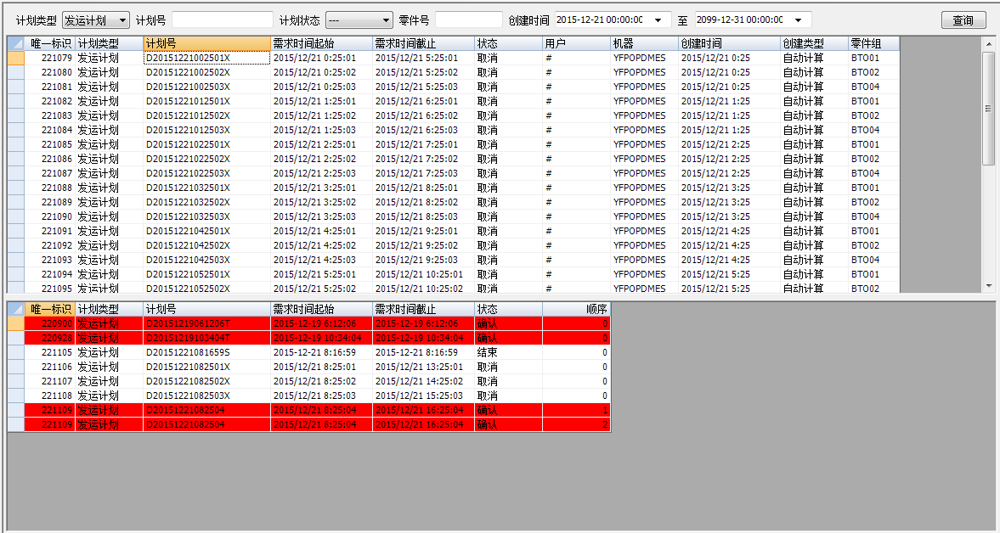 计划类型 发运计划 计划号 计划状态 --- 零件号 创建时间 2015-12-21 00:00:00 至 2099-12-31 00:00:00 查询
唯一标识 计划类型 计划号 需求时间起始 需求时间截止 状态 用户 机器 创建时间 创建类型 零件组
221079 发运计划 D20151221002501X 2015/12/21 0:25:01 2015/12/21 5:25:01 取消 # YFPOPDMES 2015/12/21 0:25 自动计算 BTO01
221080 发运计划 D20151221002502X 2015/12/21 0:25:02 2015/12/21 5:25:02 取消 # YFPOPDMES 2015/12/21 0:25 自动计算 BTO02
221081 发运计划 D20151221002503X 2015/12/21 0:25:03 2015/12/21 5:25:03 取消 # YFPOPDMES 2015/12/21 0:25 自动计算 BTO04
221082 发运计划 D20151221012501X 2015/12/21 1:25:01 2015/12/21 6:25:01 取消 # YFPOPDMES 2015/12/21 1:25 自动计算 BTO01
221083 发运计划 D20151221012502X 2015/12/21 1:25:02 2015/12/21 6:25:02 取消 # YFPOPDMES 2015/12/21 1:25 自动计算 BTO02
221084 发运计划 D20151221012503X 2015/12/21 1:25:03 2015/12/21 6:25:03 取消 # YFPOPDMES 2015/12/21 1:25 自动计算 BTO04
221085 发运计划 D20151221022501X 2015/12/21 2:25:01 2015/12/21 7:25:01 取消 # YFPOPDMES 2015/12/21 2:25 自动计算 BTO01
221086 发运计划 D20151221022502X 2015/12/21 2:25:02 2015/12/21 7:25:02 取消 # YFPOPDMES 2015/12/21 2:25 自动计算 BTO02
221087 发运计划 D20151221022503X 2015/12/21 2:25:03 2015/12/21 7:25:03 取消 # YFPOPDMES 2015/12/21 2:25 自动计算 BTO04
221088 发运计划 D20151221032501X 2015/12/21 3:25:01 2015/12/21 8:25:01 取消 # YFPOPDMES 2015/12/21 3:25 自动计算 BTO01
221089 发运计划 D20151221032502X 2015/12/21 3:25:02 2015/12/21 8:25:02 取消 # YFPOPDMES 2015/12/21 3:25 自动计算 BTO02
221090 发运计划 D20151221032503X 2015/12/21 3:25:03 2015/12/21 8:25:03 取消 # YFPOPDMES 2015/12/21 3:25 自动计算 BTO04
221091 发运计划 D20151221042501X 2015/12/21 4:25:01 2015/12/21 9:25:01 取消 # YFPOPDMES 2015/12/21 4:25 自动计算 BTO01
221092 发运计划 D20151221042502X 2015/12/21 4:25:02 2015/12/21 9:25:02 取消 # YFPOPDMES 2015/12/21 4:25 自动计算 BTO02
221093 发运计划 D20151221042503X 2015/12/21 4:25:03 2015/12/21 9:25:03 取消 # YFPOPDMES 2015/12/21 4:25 自动计算 BTO04
221094 发运计划 D20151221052501X 2015/12/21 5:25:01 2015/12/21 10:25:01 取消 # YFPOPDMES 2015/12/21 5:25 自动计算 BTO01
221095 发运计划 D20151221052502X 2015/12/21 5:25:02 2015/12/21 10:25:02 取消 # YFPOPDMES 2015/12/21 5:25 自动计算 BTO02
唯一标识 计划类型 计划号 需求时间起始 需求时间截止 状态 顺序
220900 发运计划 D20151219061206T 2015-12-19 6:12:06 2015-12-19 6:12:06 确认 0
220928 发运计划 D20151219103404T 2015-12-19 10:34:04 2015-12-19 10:34:04 确认 0
221105 发运计划 D20151221081659S 2015-12-21 8:16:59 2015-12-21 8:16:59 结束 0
221106 发运计划 D20151221082501X 2015/12/21 8:25:01 2015/12/21 13:25:01 取消 0
221107 发运计划 D20151221082502X 2015/12/21 8:25:02 2015/12/21 14:25:02 取消 0
221108 发运计划 D20151221082503X 2015/12/21 8:25:03 2015/12/21 15:25:03 取消 0
221109 发运计划 D20151221082504 2015/12/21 8:25:04 2015/12/21 16:25:04 确认 1
221109 发运计划 D20151221082504 2015/12/21 8:25:04 2015/12/21 16:25:04 确认 2